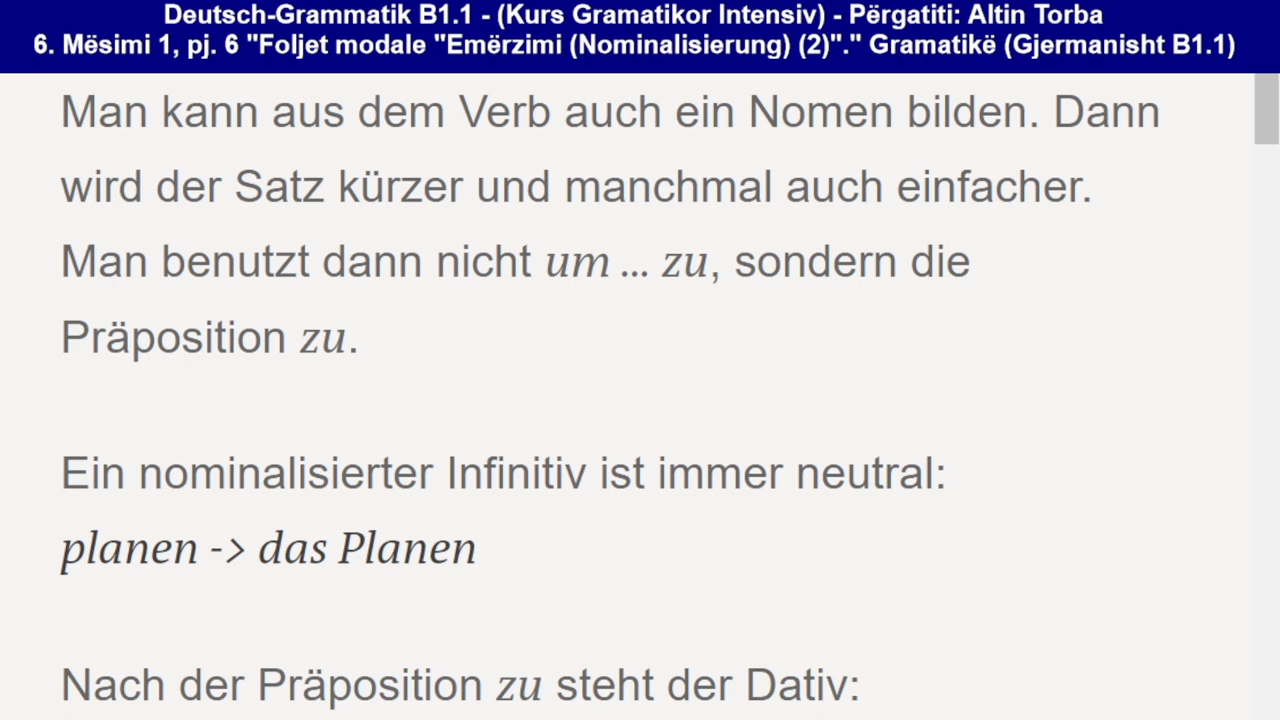 Deutsch-Grammatik B1.1 - (Kurs Gramatikor Intensiv) - Përgatiti: Altin Torba
6. Mësimi 1, pj. 6 "Foljet modale "Emërzimi (Nominalisierung) (2)"." Gramatikë (Gjermanisht B1.1)
Man kann aus dem Verb auch ein Nomen bilden. Dann
wird der Satz kürzer und manchmal auch einfacher.
Man benutzt dann nicht um ... zu, sondern die
Präposition zu.
Ein nominalisierter Infinitiv ist immer neutral:
planen -> das Planen
Nach der Präposition zu steht der Dativ: